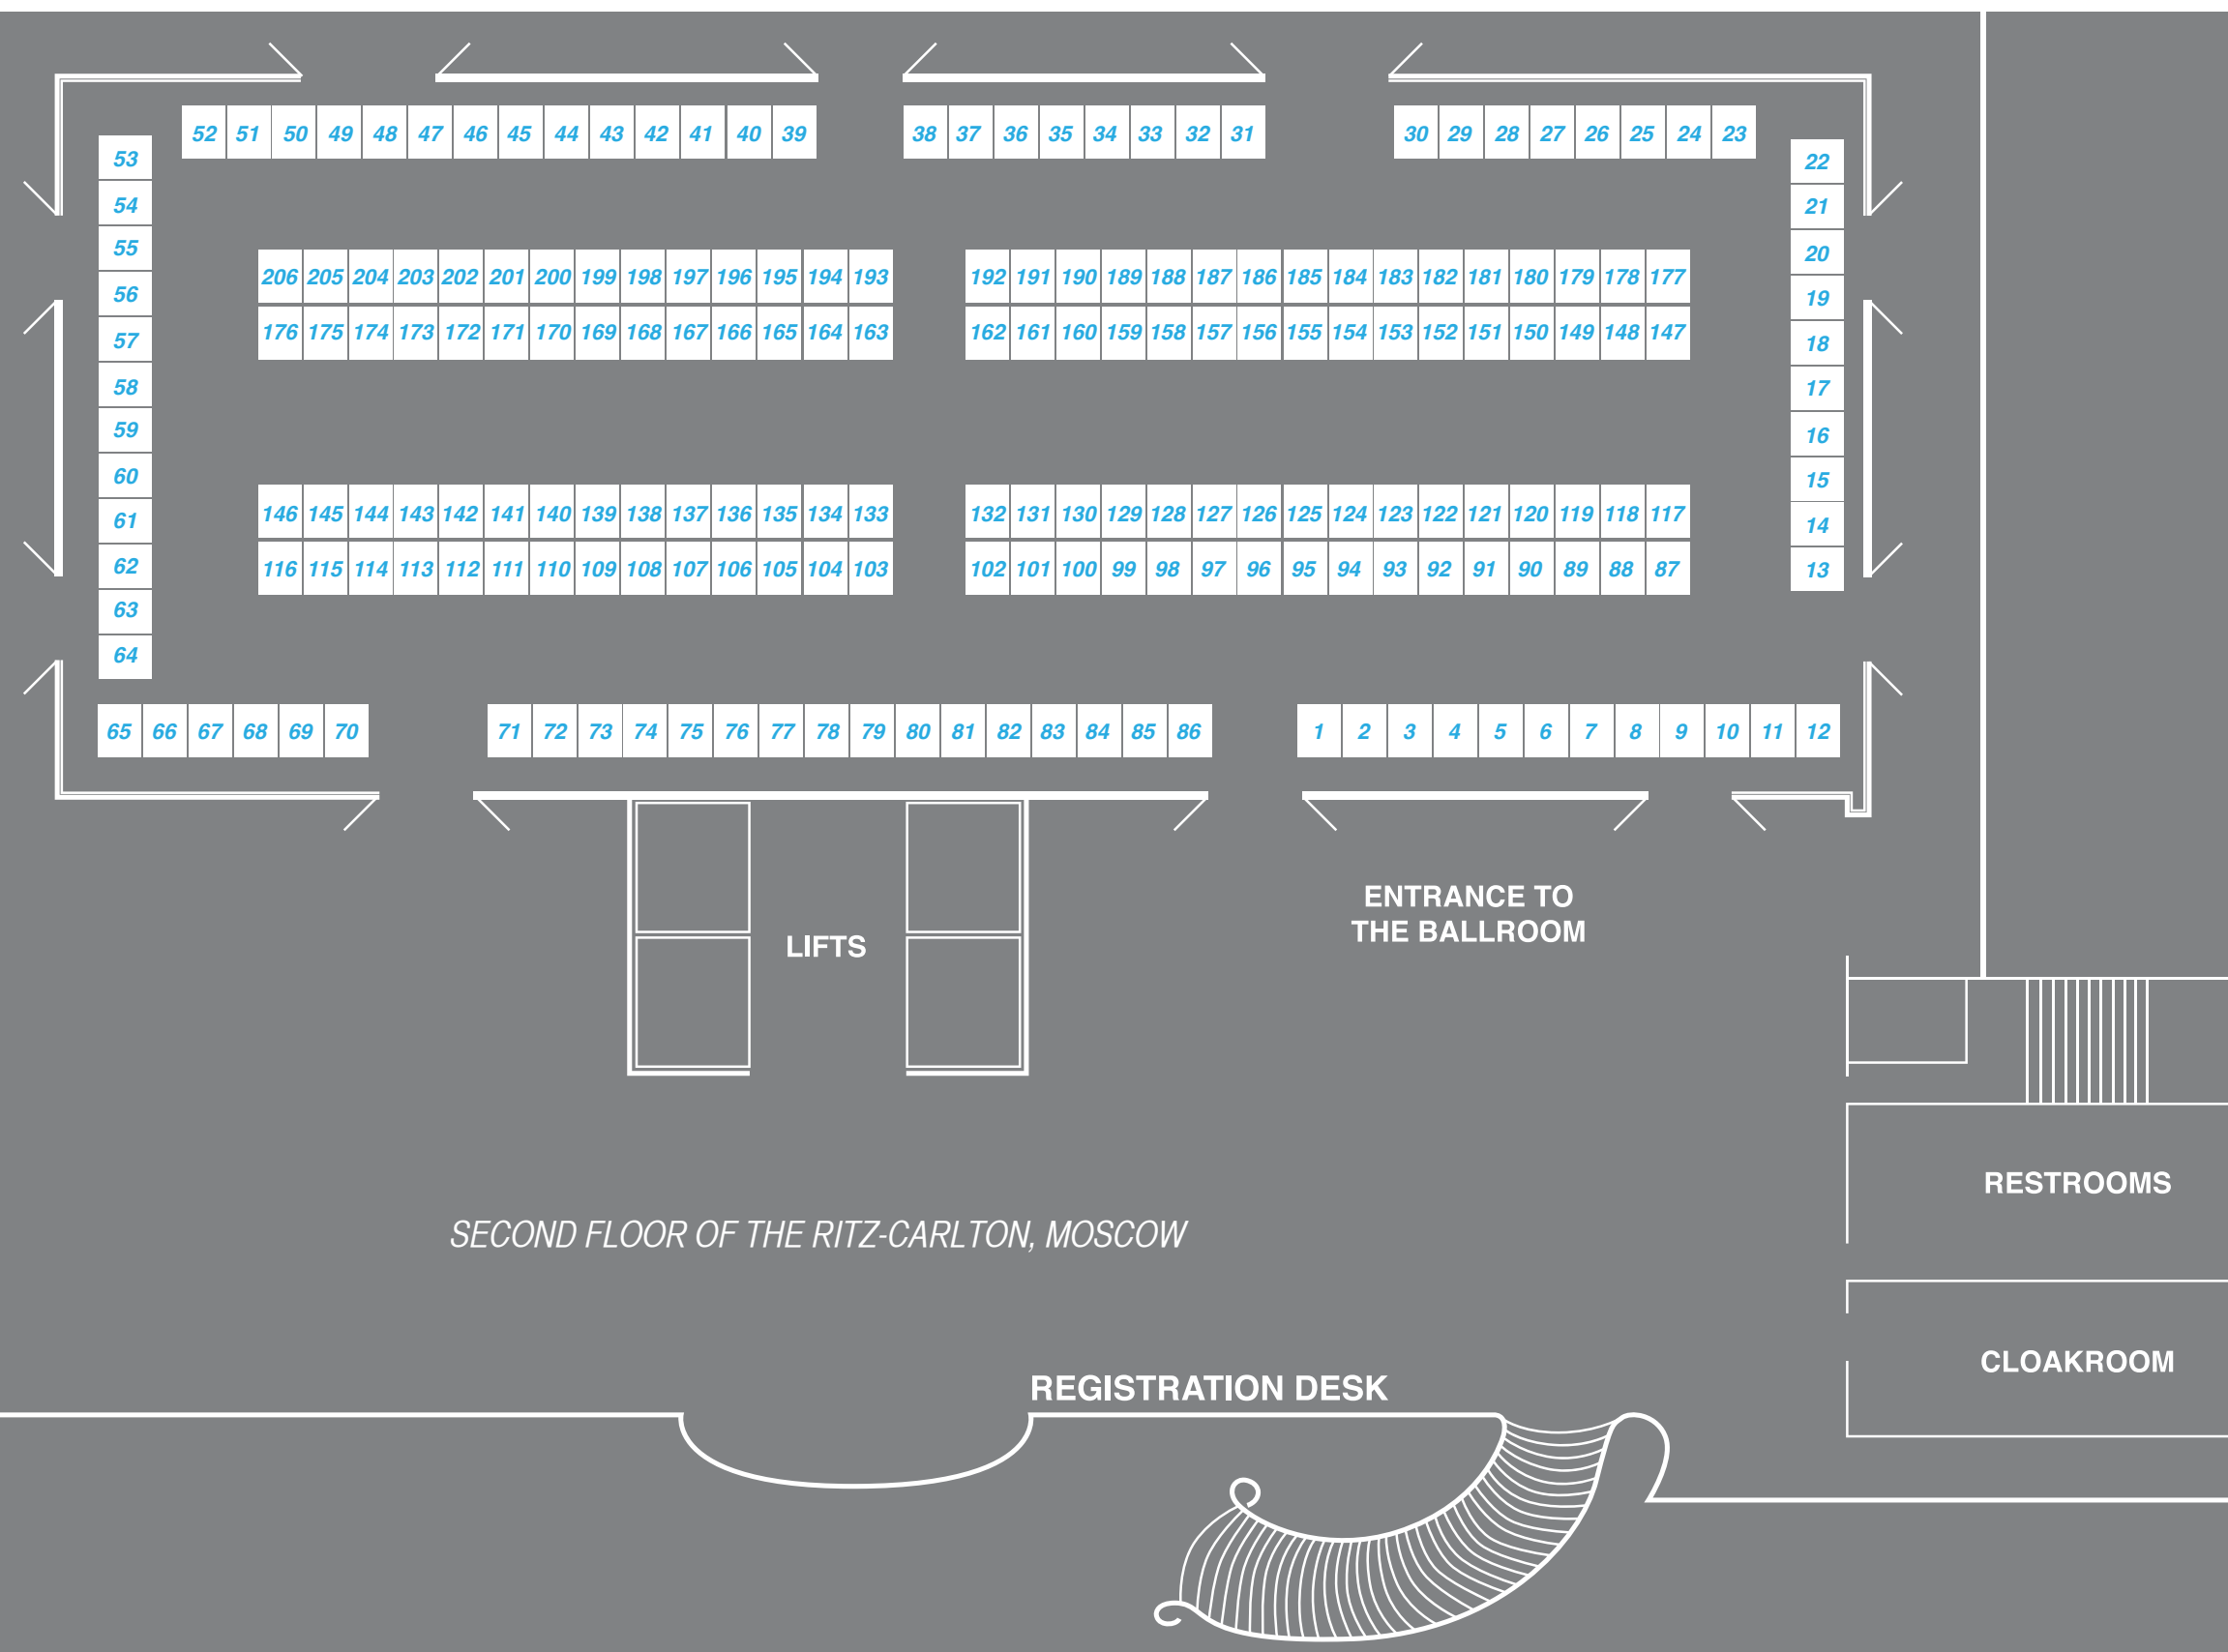 52 51 50 49 48 47 46 45 44 43 42 41 40 39
38 37 36 35 34 33 32 31
30 29 28 27 26 25 24 23
53
54
55
56
57
58
59
60
61
62
63
64
22
21
20
19
18
17
16
15
14
13
206 205 204 203 202 201 200 199 198 197 196 195 194 193
176 175 174 173 172 171 170 169 168 167 166 165 164 163
192 191 190 189 188 187 186 185 184 183 182 181 180 179 178 177
162 161 160 159 158 157 156 155 154 153 152 151 150 149 148 147
146 145 144 143 142 141 140 139 138 137 136 135 134 133
116 115 114 113 112 111 110 109 108 107 106 105 104 103
132 131 130 129 128 127 126 125 124 123 122 121 120 119 118 117
102 101 100 99 98 97 96 95 94 93 92 91 90 89 88 87
65 66 67 68 69 70
71 72 73 74 75 76 77 78 79 80 81 82 83 84 85 86
1 2 3 4 5 6 7 8 9 10 11 12
ENTRANCE TO
THE BALLROOM
LIFTS
RESTROOMS
SECOND FLOOR OF THE RITZ-CARLTON, MOSCOW
CLOAKROOM
REGISTRATION DESK